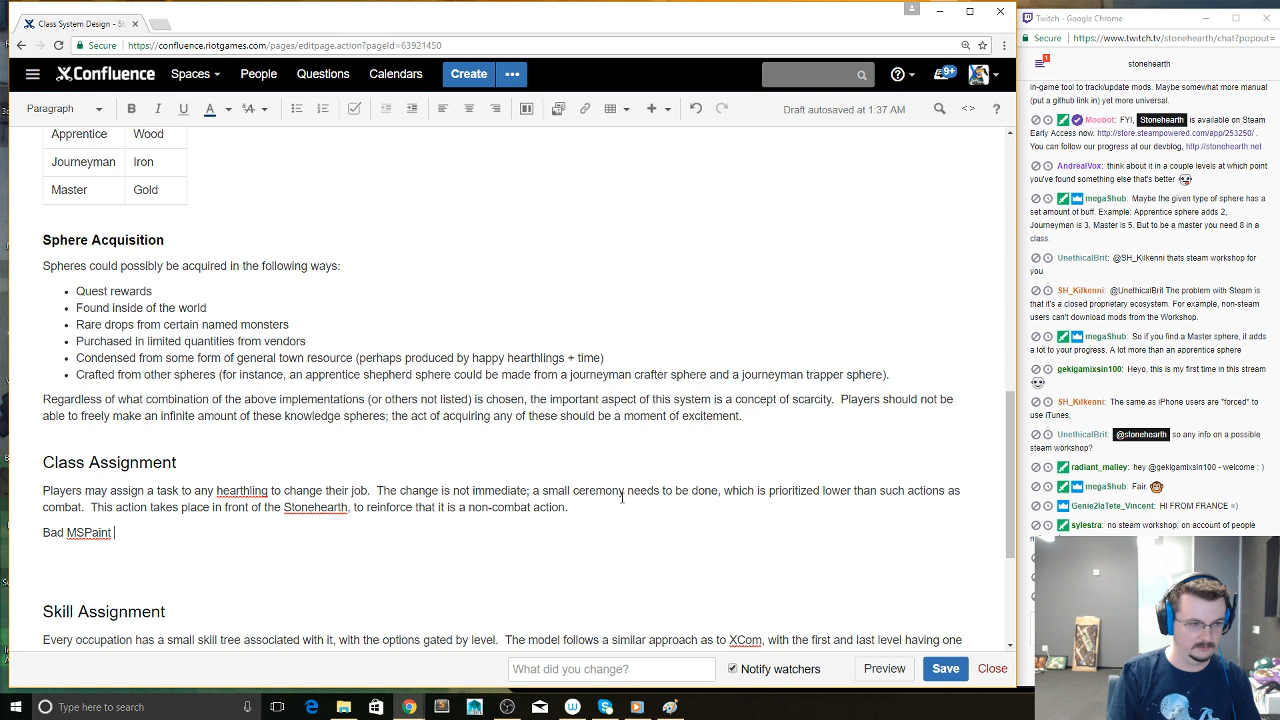 Class System Design - St
Secure
https://confluence.riotgames.com/pages/editpage.action?pageId=63921450
Confluence Spaces People Questions Calendars Create ••• 9+
Paragraph B I U A Draft autosaved at 1:37 AM <> ?
Apprentice Wood
Journeyman Iron
Master Gold
Sphere Acquisition
Spheres could possibly be acquired in the following ways:
• Quest rewards
• Found inside of the world
• Rare drops from certain named monsters
• Purchased in limited quantities from vendors
• Condensed from some form of general town resource (perhaps produced by happy hearthlings + time)
• Crafted from other spheres (for instance, an apprentice shepherd sphere could be made from a journeyman crafter sphere and a journeyman trapper sphere).
Regardless of what combination of the above implementations (or others not listed) is chosen, the important aspect of this system is a concept of scarcity. Players should not be
able to freely make an infinite amount of these knowledge spheres; the act of acquiring any of these should be a moment of excitement.
Class Assignment
Players may assign a task to any hearthling to change their job. The change is not immediate; a small ceremony needs to be done, which is prioritized lower than such actions as
combat. This action takes place in front of the Stonehearth, to reinforce that it is a non-combat action.
Bad MSPaint
Skill Assignment
Every occupation has a small skill tree associated with it, with the options gated by level. The model follows a similar approach as to XCom, with the first and last level having one
What did you change? Notify watchers Preview Save Close
Type here to search
Twitch - Google Chrome
Secure https://www.twitch.tv/stonehearth/chat?popout=
1
stonehearth
in-game tool to track/update mods. Maybe somewhat more manual
(put a github link in) yet more universal.
Moobot: FYI, Stonehearth is available on Steam
Early Access now. http://store.steampowered.com/app/253250/ .
You can follow our progress at our devblog, http://stonehearth.net
AndrealVox: think about it in a couple levels at which point
you've found something else that's better
megaShub: Maybe the given type of sphere has a
set amount of buff. Example: Apprentice sphere adds 2,
Journeyman is 3, Master is 5. But to be a master you need 8 in a
class.
UnethicalBrit: @SH_Kilkenni thats steam workshop for
you
SH_Kilkenni: @UnethicalBrit The problem with Steam is
that it's a closed proprietary ecosystem. For example, non-steam
users can't download mods from the Workshop.
megaShub: So if you find a Master sphere, it adds
a lot to your progress. A lot more than an apprentice sphere
gekigamixsin100: Heyo, this is my first time in this stream
SH_Kilkenni: The same as iPhone users are *forced* to
use iTunes,
UnethicalBrit: @stonehearth so any info on a possible
steam workshop?
radiant_malley: hey @gekigamixsin100 - welcome : )
megaShub: Fair.
Genie2laTete_Vincent: HI FROM FRANCE =)
sylestra: no steam workshop, on account of people